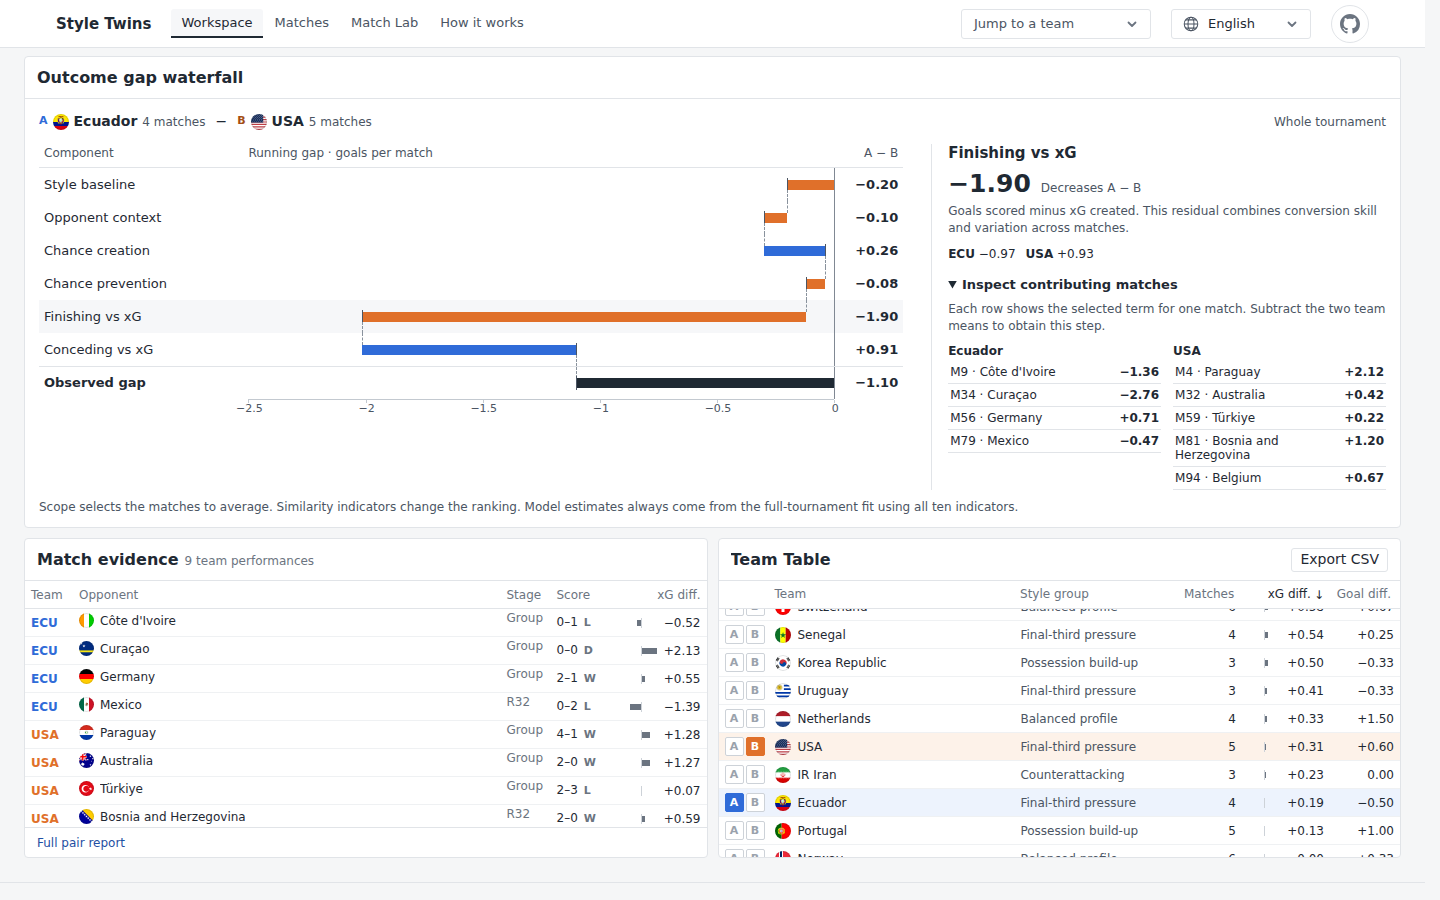 Style Twins Workspace Matches Match Lab How it works Jump to a team English
Outcome gap waterfall
A Ecuador 4 matches – B USA 5 matches Whole tournament
Component Running gap · goals per match A − B
Style baseline −0.20
Opponent context −0.10
Chance creation +0.26
Chance prevention −0.08
Finishing vs xG −1.90
Conceding vs xG +0.91
Observed gap −1.10
−2.5 −2 −1.5 −1 −0.5 0
Finishing vs xG
−1.90 Decreases A − B
Goals scored minus xG created. This residual combines conversion skill
and variation across matches.
ECU −0.97 USA +0.93
▼ Inspect contributing matches
Each row shows the selected term for one match. Subtract the two team
means to obtain this step.
Ecuador
M9 · Côte d'Ivoire −1.36
M34 · Curaçao −2.76
M56 · Germany +0.71
M79 · Mexico −0.47
USA
M4 · Paraguay +2.12
M32 · Australia +0.42
M59 · Türkiye +0.22
M81 · Bosnia and +1.20
Herzegovina
M94 · Belgium +0.67
Scope selects the matches to average. Similarity indicators change the ranking. Model estimates always come from the full-tournament fit using all ten indicators.
Match evidence 9 team performances
Team Opponent Stage Score xG diff.
ECU Côte d'Ivoire Group 0–1 L −0.52
ECU Curaçao Group 0–0 D +2.13
ECU Germany Group 2–1 W +0.55
ECU Mexico R32 0–2 L −1.39
USA Paraguay Group 4–1 W +1.28
USA Australia Group 2–0 W +1.27
USA Türkiye Group 2–3 L +0.07
USA Bosnia and Herzegovina R32 2–0 W +0.59
Full pair report
Team Table Export CSV
Team Style group Matches xG diff. ↓ Goal diff.
A B Senegal Final-third pressure 4 +0.54 +0.25
A B Korea Republic Possession build-up 3 +0.50 −0.33
A B Uruguay Final-third pressure 3 +0.41 −0.33
A B Netherlands Balanced profile 4 +0.33 +1.50
A B USA Final-third pressure 5 +0.31 +0.60
A B IR Iran Counterattacking 3 +0.23 0.00
A B Ecuador Final-third pressure 4 +0.19 −0.50
A B Portugal Possession build-up 5 +0.13 +1.00